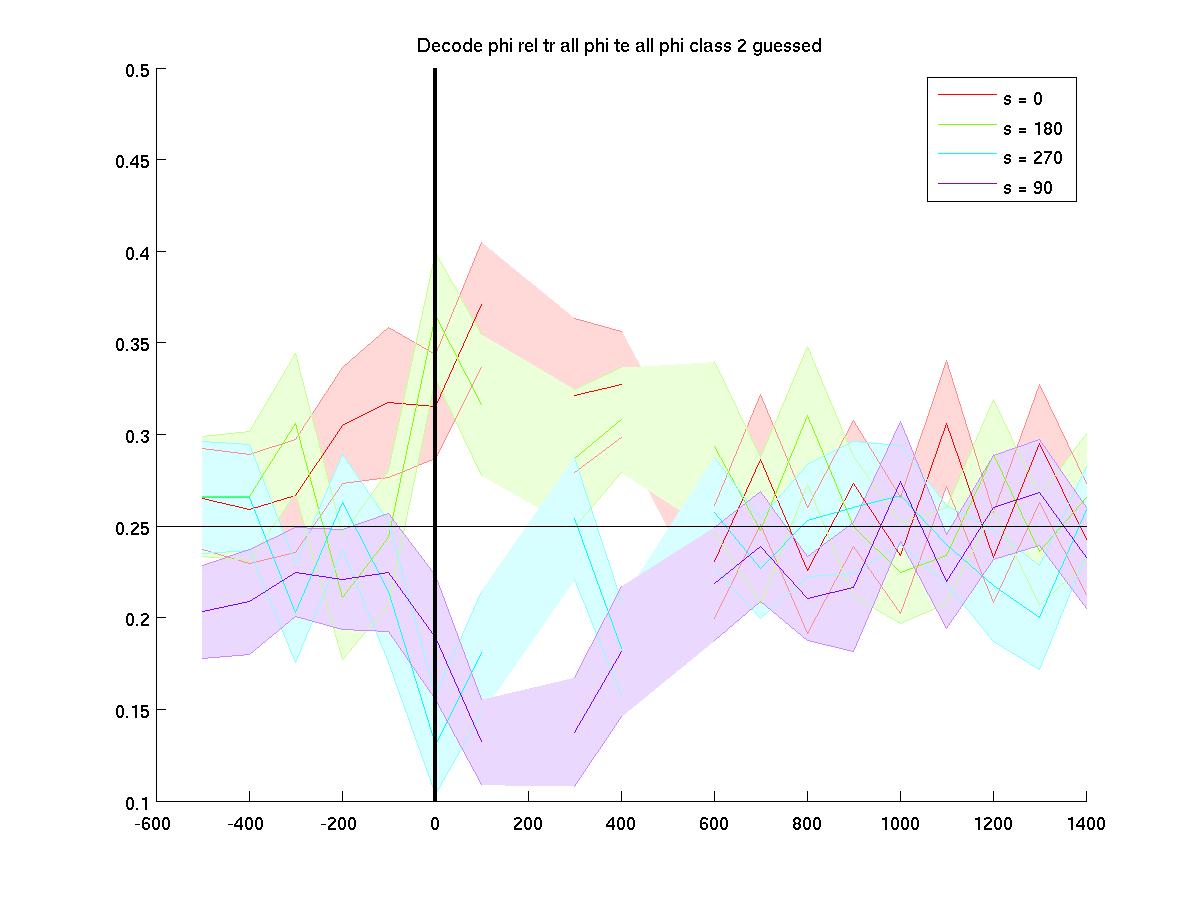 Decode phi rel tr all phi te all phi class 2 guessed
0.5
0.45
0.4
0.35
0.3
0.25
0.2
0.15
0.1
-600 -400 -200 0 200 400 600 800 1000 1200 1400
s = 0
s = 180
s = 270
s = 90